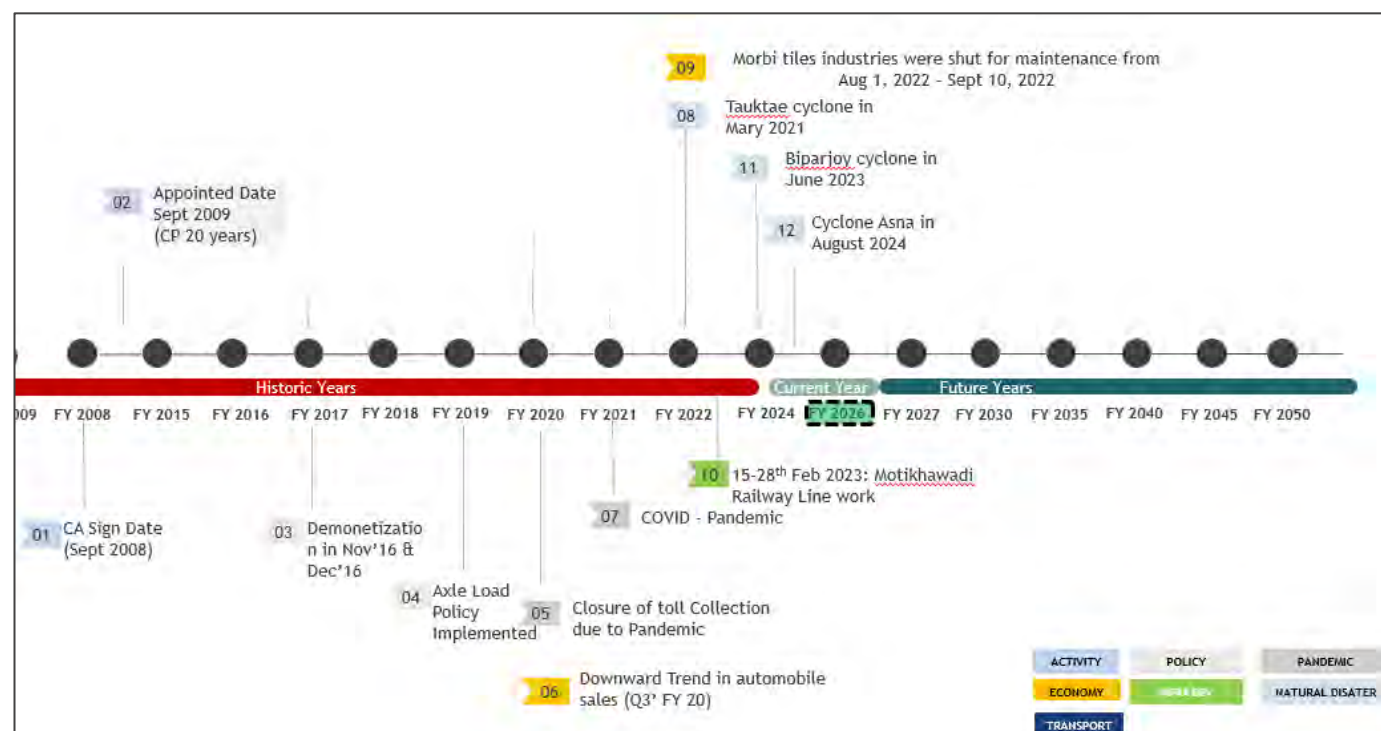 09
Morbi tiles industries were shut for maintenance from
Aug 1, 2022 – Sept 10, 2022
08
Tauktae cyclone in
Mary 2021
11
Biparjoy cyclone in
June 2023
02
Appointed Date
Sept 2009
(CP 20 years)
12
Cyclone Asna in
August 2024
Historic Years
Current Year
Future Years
009
FY 2008
FY 2015
FY 2016
FY 2017
FY 2018
FY 2019
FY 2020
FY 2021
FY 2022
FY 2024
FY 2026
FY 2027
FY 2030
FY 2035
FY 2040
FY 2045
FY 2050
10
15-28th Feb 2023: Motikhawadi
Railway Line work
07
COVID - Pandemic
01
CA Sign Date
(Sept 2008)
03
Demonetizatio
n in Nov'16 &
Dec'16
04
Axle Load
Policy
Implemented
05
Closure of toll Collection
due to Pandemic
06
Downward Trend in automobile
sales (Q3' FY 20)
ACTIVITY
POLICY
PANDEMIC
ECONOMY
INFRA DEV
NATURAL DISATER
TRANSPORT